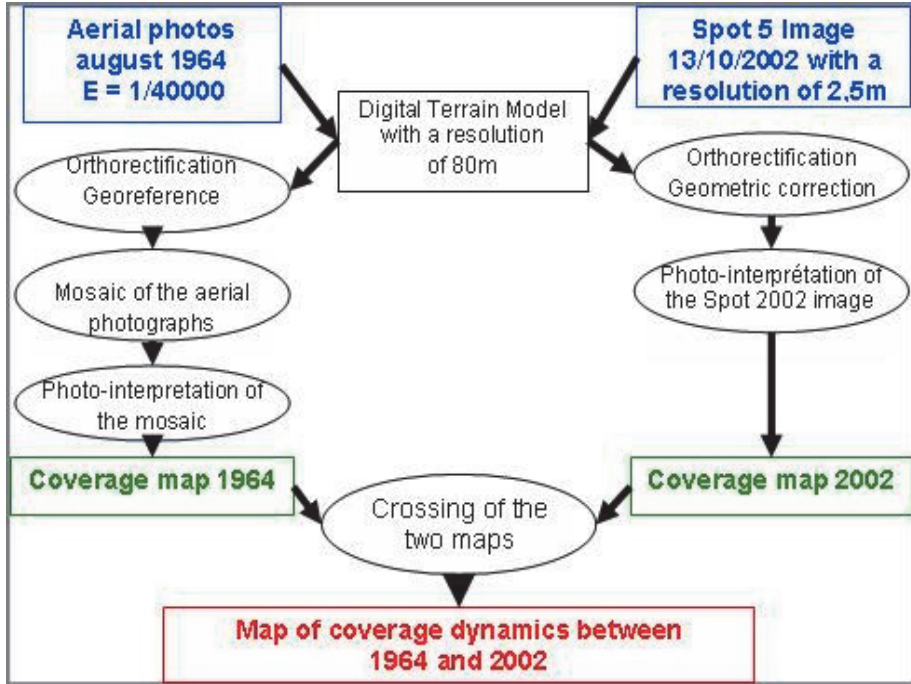 Aerial photos
august 1964
E = 1/40000
Spot 5 Image
13/10/2002 with a
resolution of 2,5m
Digital Terrain Model
with a resolution
of 80m
Orthorectification
Georeference
Orthorectification
Geometric correction
Mosaic of the aerial
photographs
Photo-interprétation of
the Spot 2002 image
Photo-interpretation of
the mosaic
Coverage map 1964
Coverage map 2002
Crossing of the
two maps
Map of coverage dynamics between
1964 and 2002